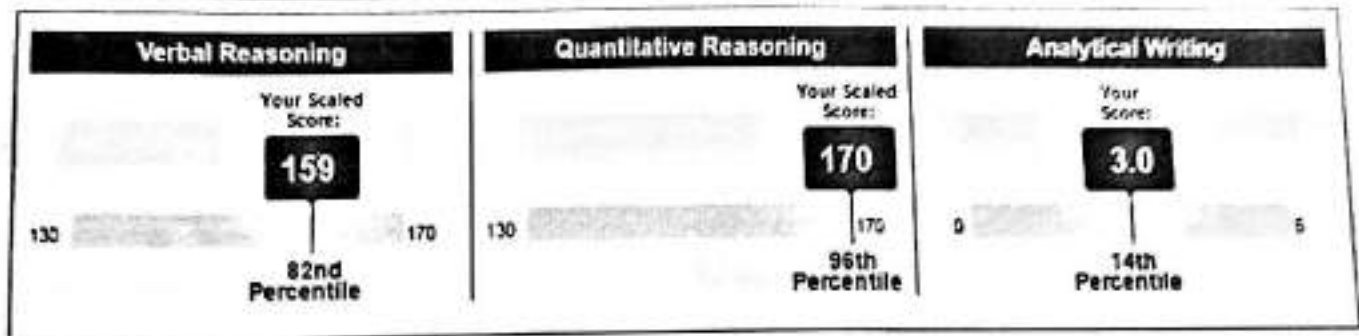 Verbal Reasoning
Your Scaled
Score:
159
130
170
82nd
Percentile
Quantitative Reasoning
Your Scaled
Score:
170
130
170
96th
Percentile
Analytical Writing
Your
Score:
3.0
0
6
14th
Percentile